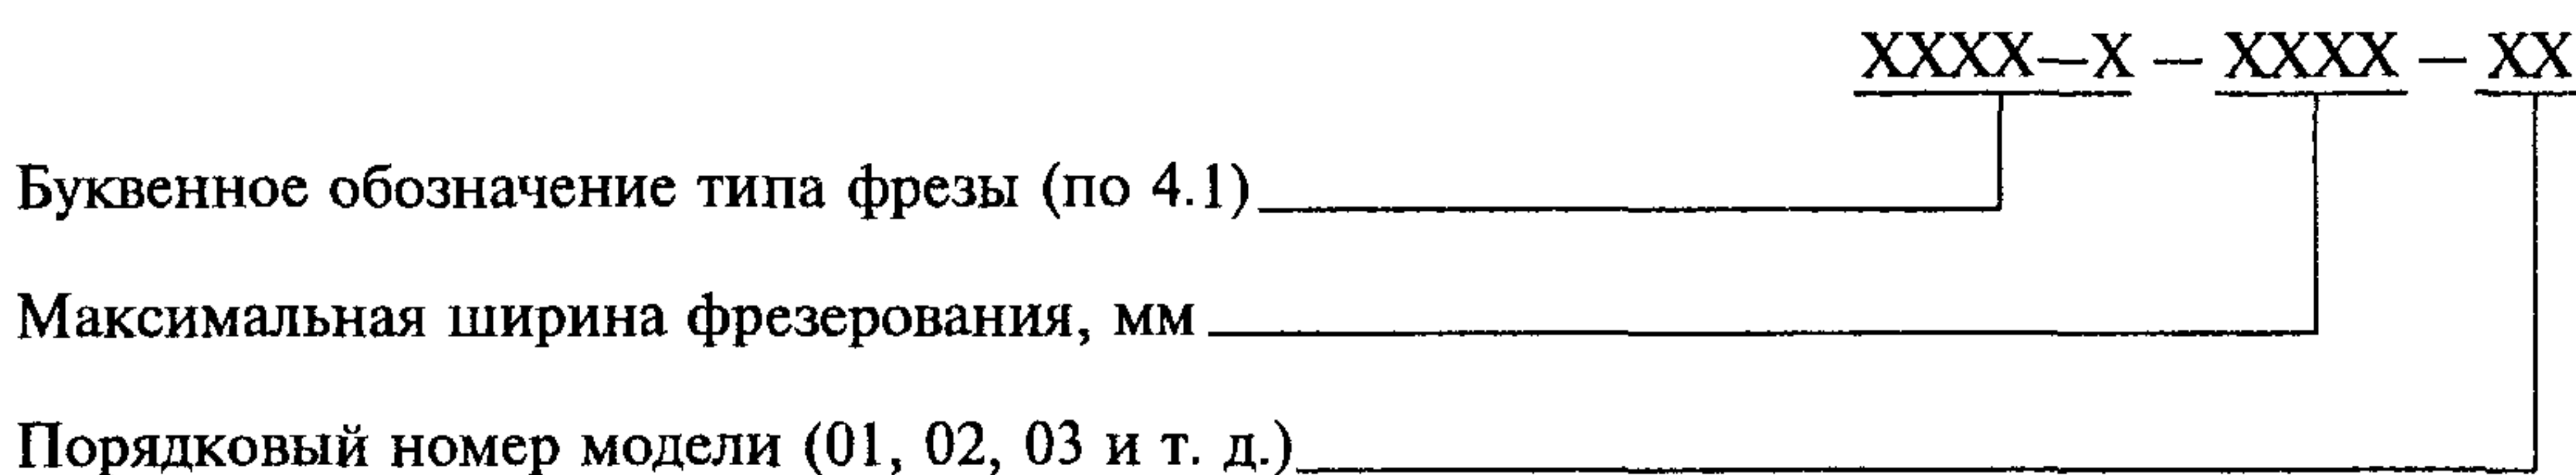 XXXX—X — XXXX — XX
Буквенное обозначение типа фрезы (по 4.1)
Максимальная ширина фрезерования, мм
Порядковый номер модели (01, 02, 03 и т. д.)